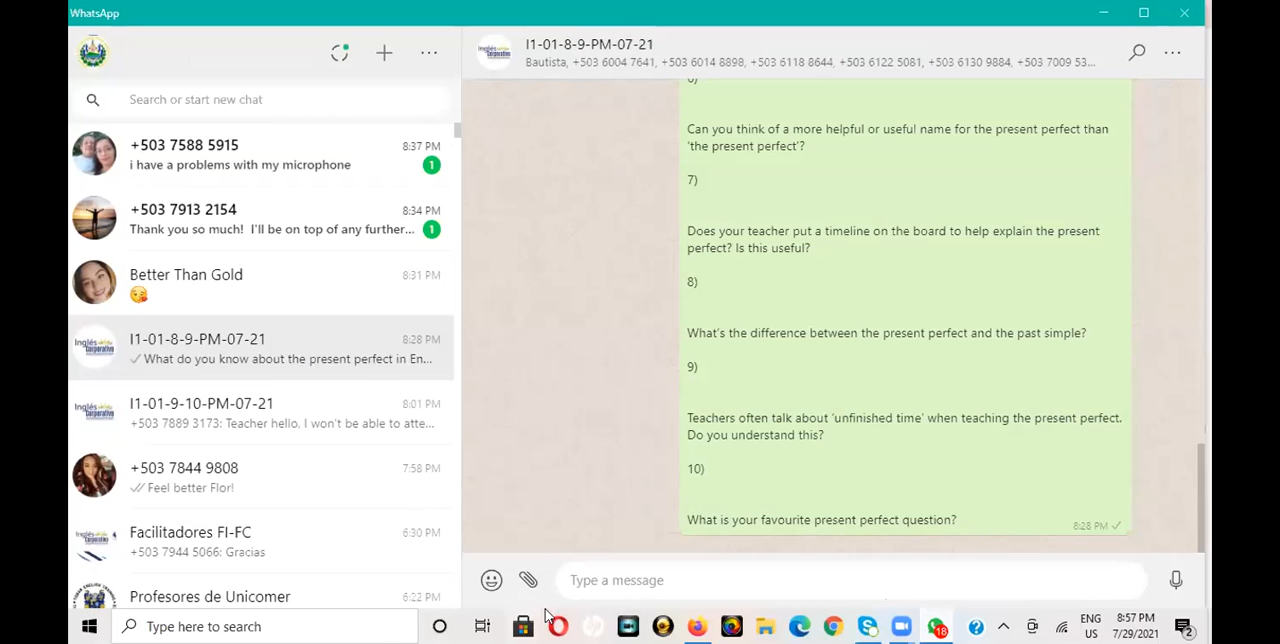 WhatsApp
Search or start new chat
+503 7588 5915 8:37 PM
i have a problems with my microphone 1
+503 7913 2154 8:34 PM
Thank you so much! I'll be on top of any further... 1
Better Than Gold 8:31 PM
I1-01-8-9-PM-07-21 8:28 PM
What do you know about the present perfect in En...
I1-01-9-10-PM-07-21 8:01 PM
+503 7889 3173: Teacher hello, I won't be able to atte...
+503 7844 9808 7:58 PM
Feel better Flor!
Facilitadores FI-FC 6:30 PM
+503 7944 5066: Gracias
Profesores de Unicomer 6:22 PM
I1-01-8-9-PM-07-21
Bautista, +503 6004 7641, +503 6014 8898, +503 6118 8644, +503 6122 5081, +503 6130 9884, +503 7009 53...
Can you think of a more helpful or useful name for the present perfect than
'the present perfect'?
7)
Does your teacher put a timeline on the board to help explain the present
perfect? Is this useful?
8)
What's the difference between the present perfect and the past simple?
9)
Teachers often talk about 'unfinished time' when teaching the present perfect.
Do you understand this?
10)
What is your favourite present perfect question?
8:28 PM
Type a message
Type here to search
18
ENG
US
8:57 PM
7/29/2021
2